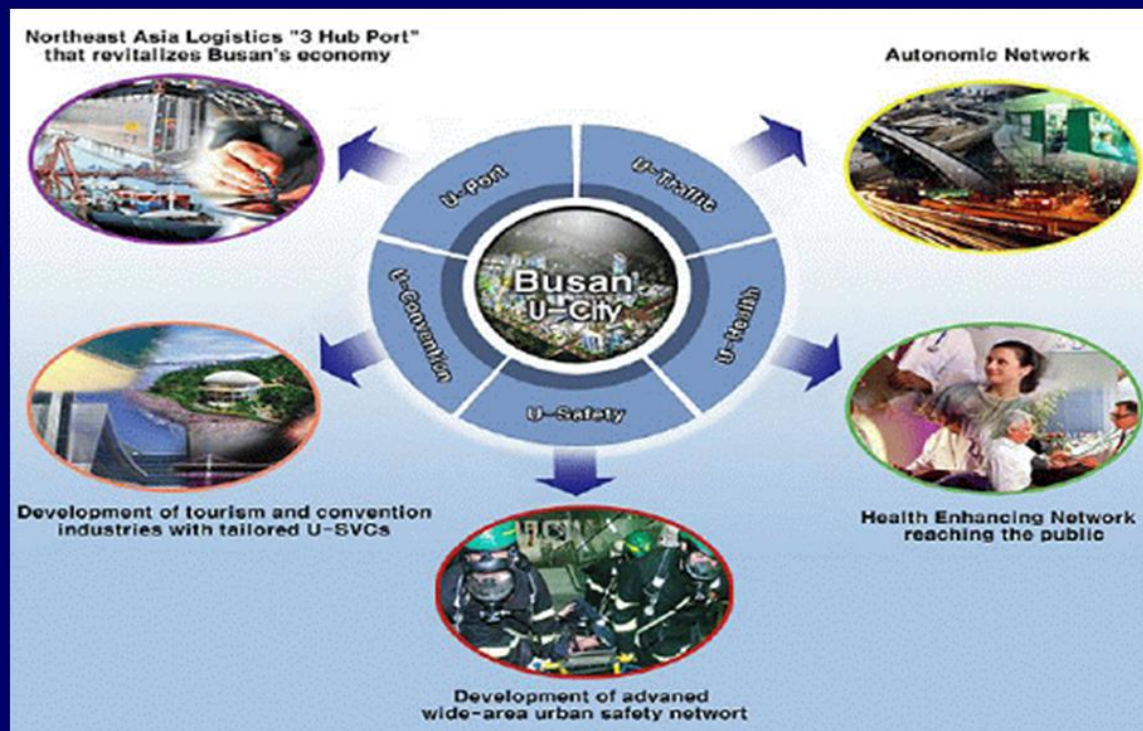 Northeast Asia Logistics "3 Hub Port"
that revitalizes Busan's economy
Autonomic Network
U-Port
U-Traffic
Busan
U-City
U-Convention
U-Health
U-Safety
Development of tourism and convention
industries with tailored U-SVCs
Health Enhancing Network
reaching the public
Development of advaned
wide-area urban safety networt